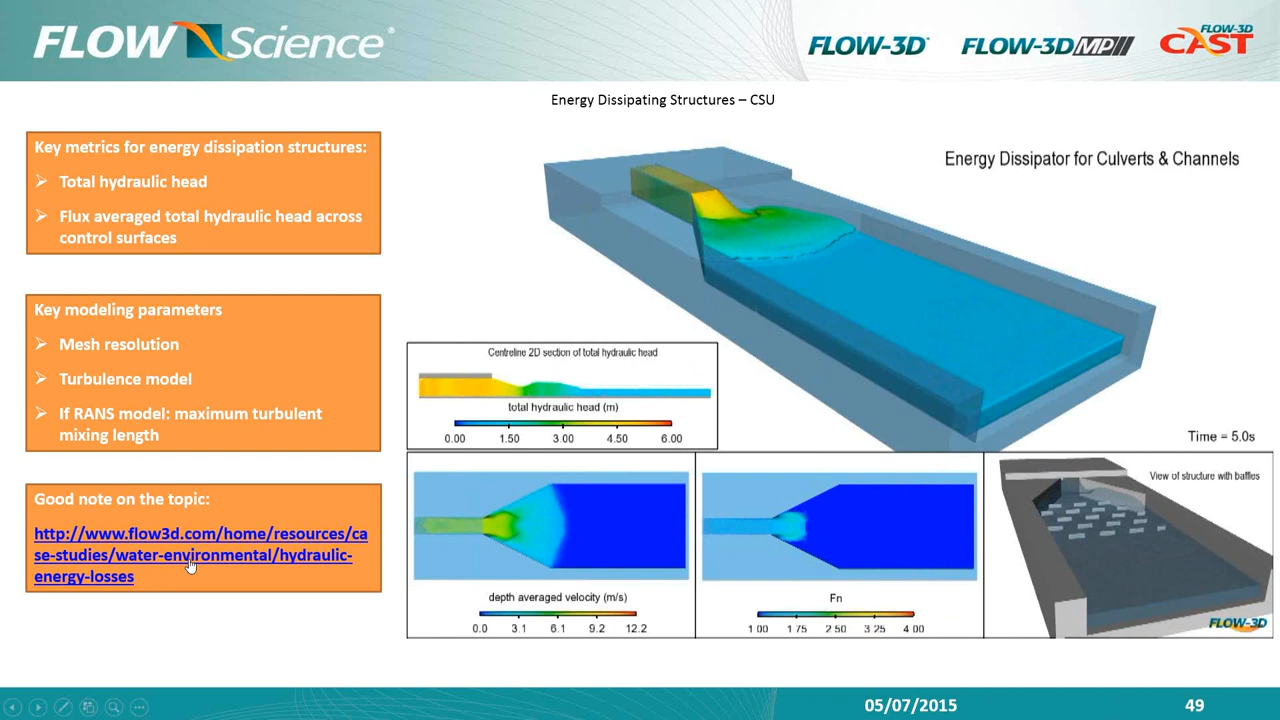 FLOW Science
FLOW-3D
FLOW-3D MP
FLOW-3D
CAST
Energy Dissipating Structures – CSU
Key metrics for energy dissipation structures:
Total hydraulic head
Flux averaged total hydraulic head across
control surfaces
Key modeling parameters
Mesh resolution
Turbulence model
If RANS model: maximum turbulent
mixing length
Good note on the topic:
http://www.flow3d.com/home/resources/ca
se-studies/water-environmental/hydraulic-
energy-losses
Energy Dissipator for Culverts & Channels
Time = 5.0s
Centreline 2D section of total hydraulic head
total hydraulic head (m)
0.00 1.50 3.00 4.50 6.00
depth averaged velocity (m/s)
0.0 3.1 6.1 9.2 12.2
Fn
1.00 1.75 2.50 3.25 4.00
View of structure with baffles
FLOW-3D
05/07/2015
49